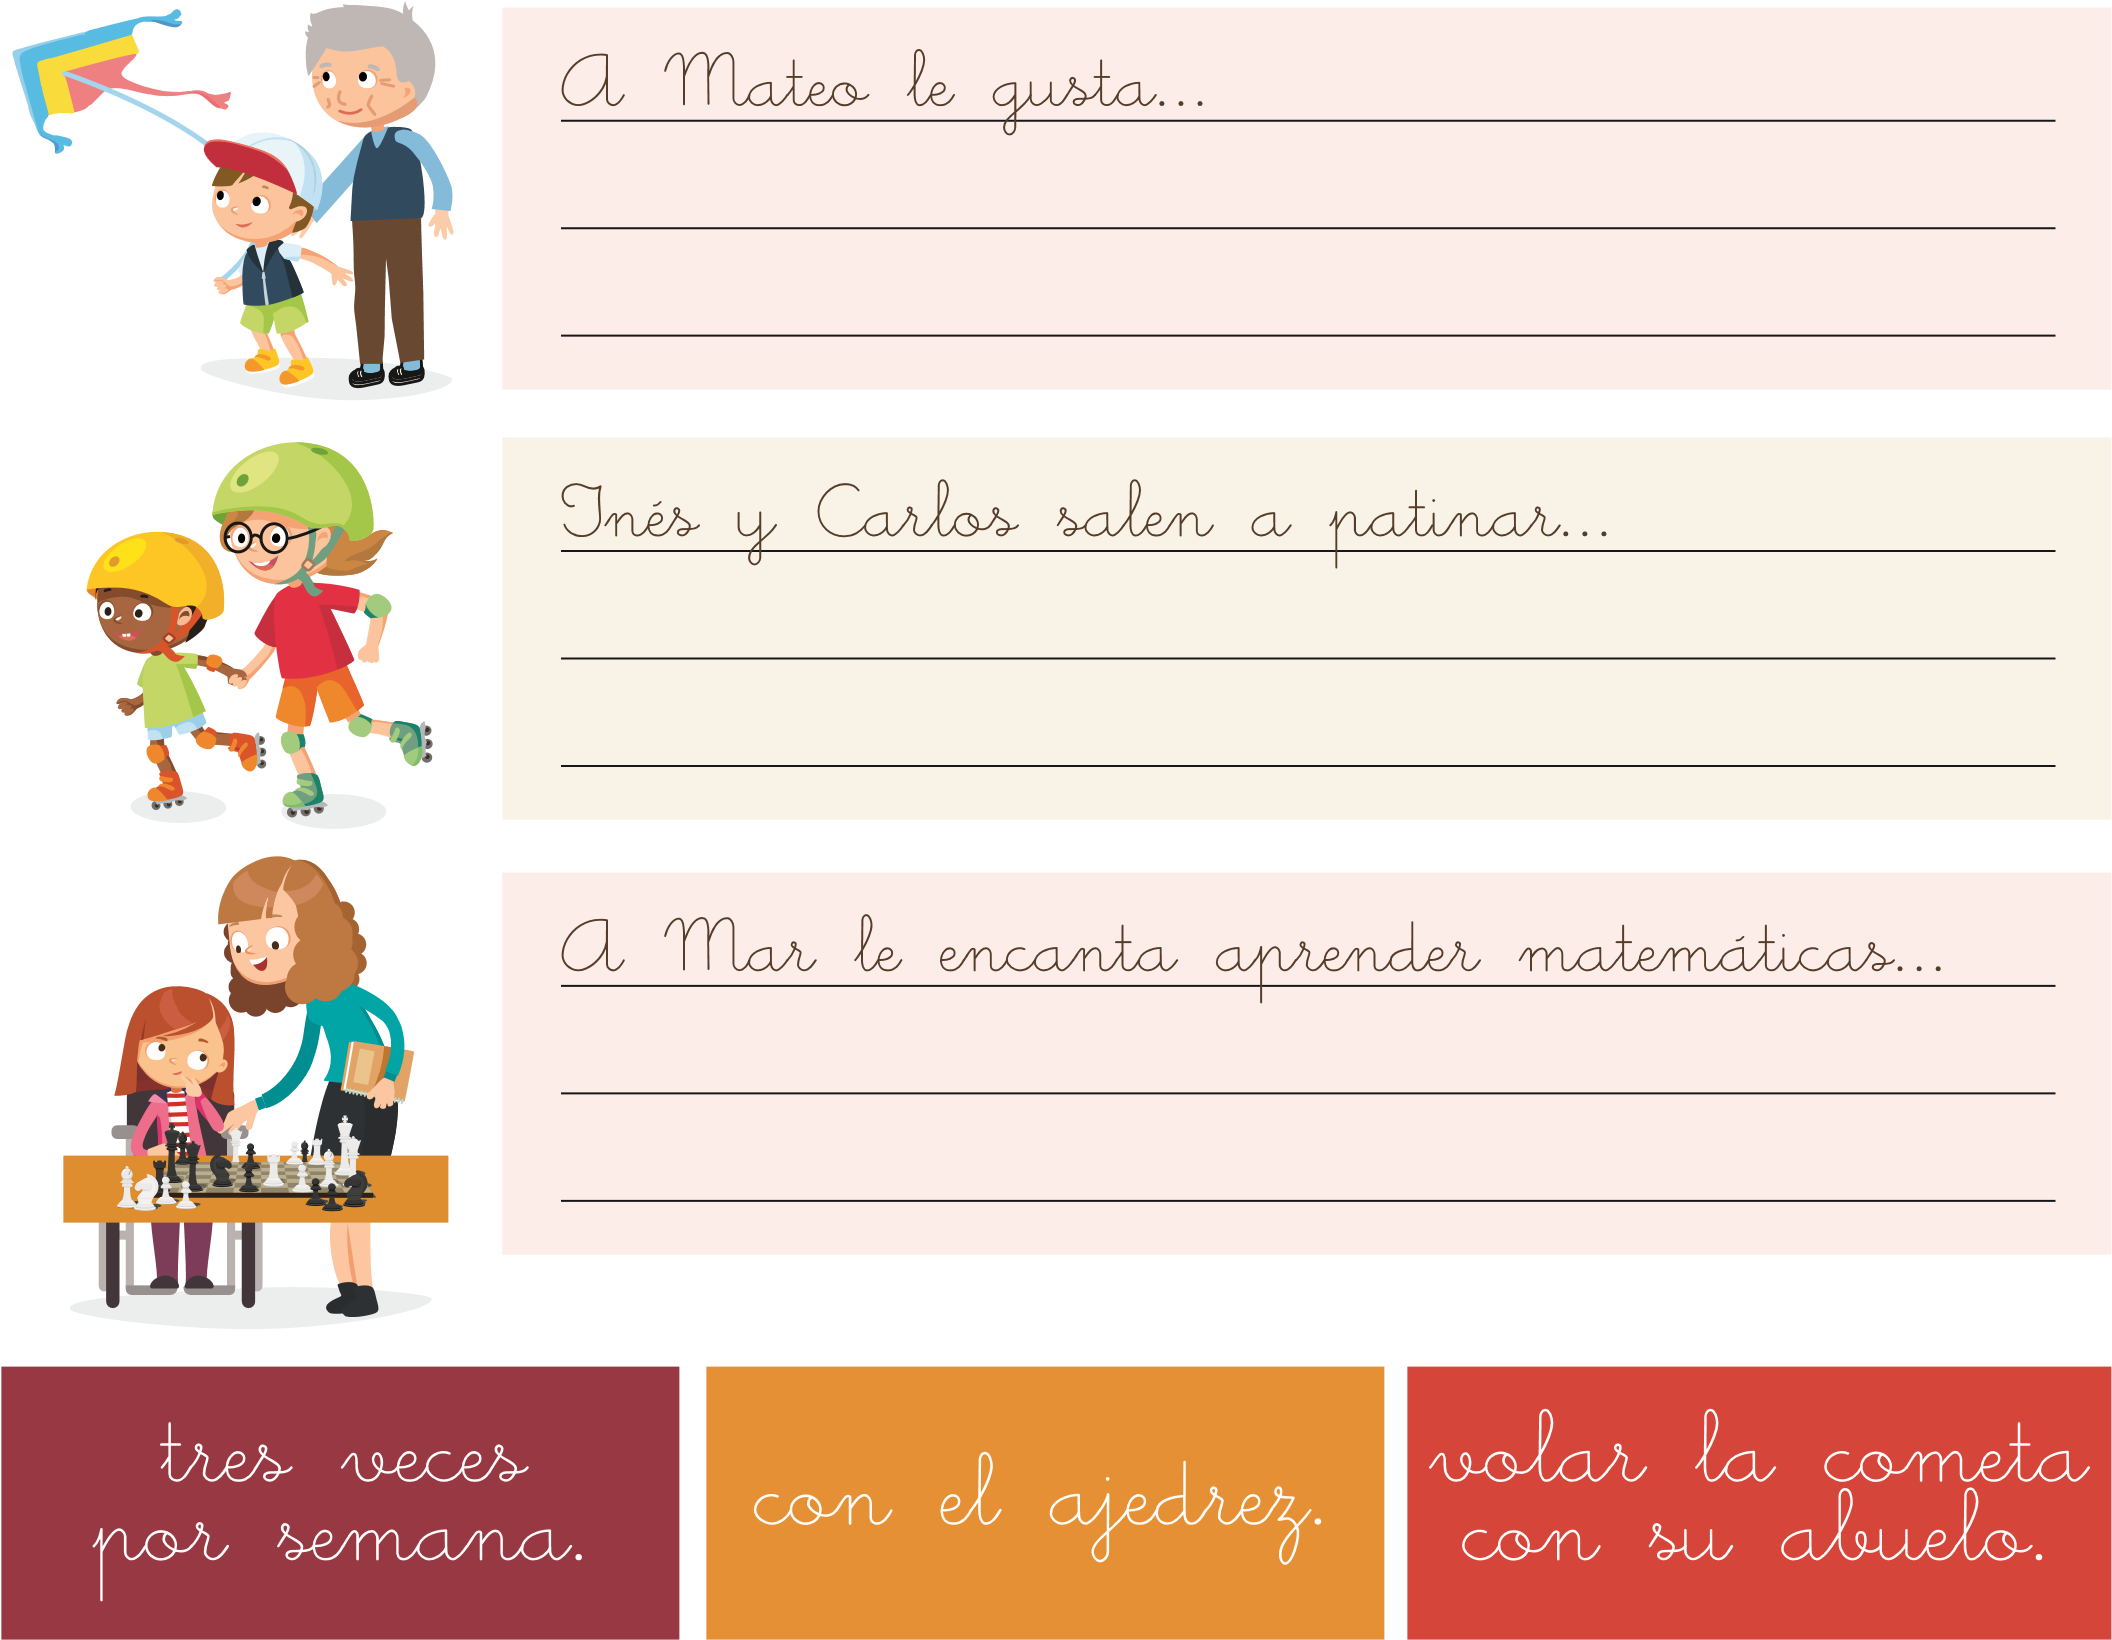 A Mateo le gusta...
Inés y Carlos salen a patinar...
A Mar le encanta aprender matemáticas...
tres veces
por semana.
con el ajedrez.
volar la cometa
con su abuelo.